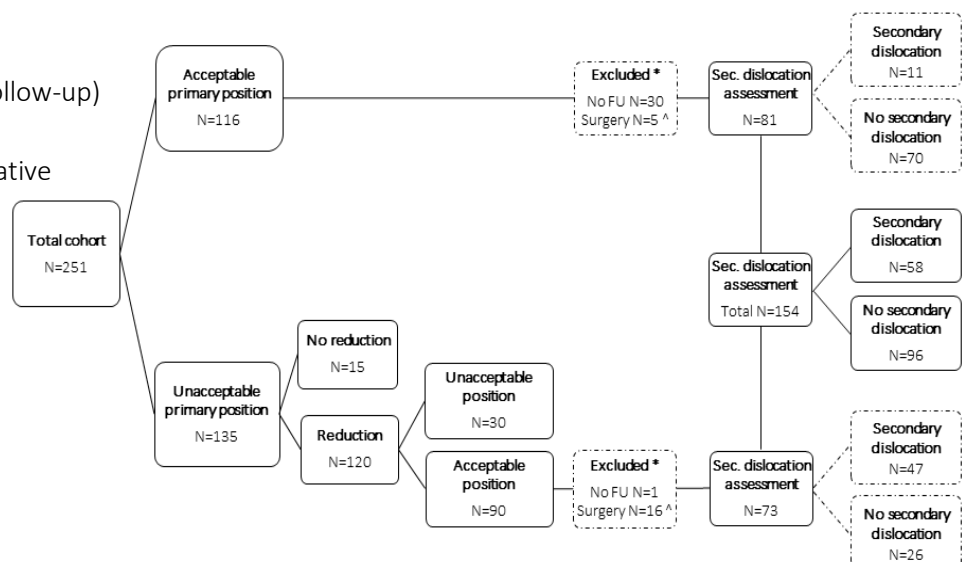 ollow-up)
ative
Total cohort
N=251
Acceptable
primary position
N=116
Excluded *
No FU N=30
Surgery N=5 ^
Sec. dislocation
assessment
N=81
Secondary
dislocation
N=11
No secondary
dislocation
N=70
Sec. dislocation
assessment
Total N=154
Secondary
dislocation
N=58
No secondary
dislocation
N=96
Unacceptable
primary position
N=135
No reduction
N=15
Reduction
N=120
Unacceptable
position
N=30
Acceptable
position
N=90
Excluded *
No FU N=1
Surgery N=16 ^
Sec. dislocation
assessment
N=73
Secondary
dislocation
N=47
No secondary
dislocation
N=26